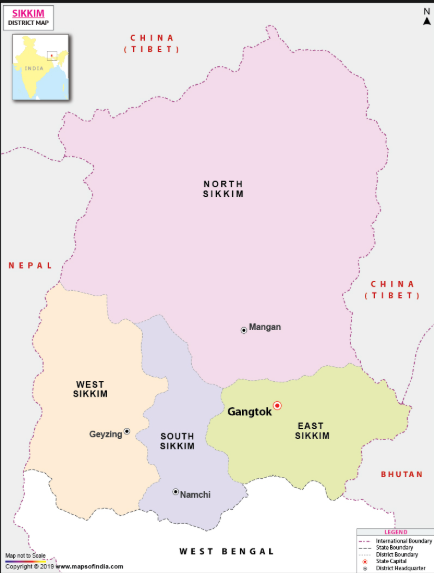 SIKKIM
DISTRICT MAP
N
CHINA
(TIBET)
INDIA
NORTH
SIKKIM
NEPAL
CHINA
(TIBET)
Mangan
WEST
SIKKIM
Gangtok
EAST
SIKKIM
Geyzing
SOUTH
SIKKIM
BHUTAN
Namchi
WEST BENGAL
LEGEND
International Boundary
State Boundary
District Boundary
State Capital
District Headquarter
Map not to Scale
Copyright © 2019 www.mapsofindia.com